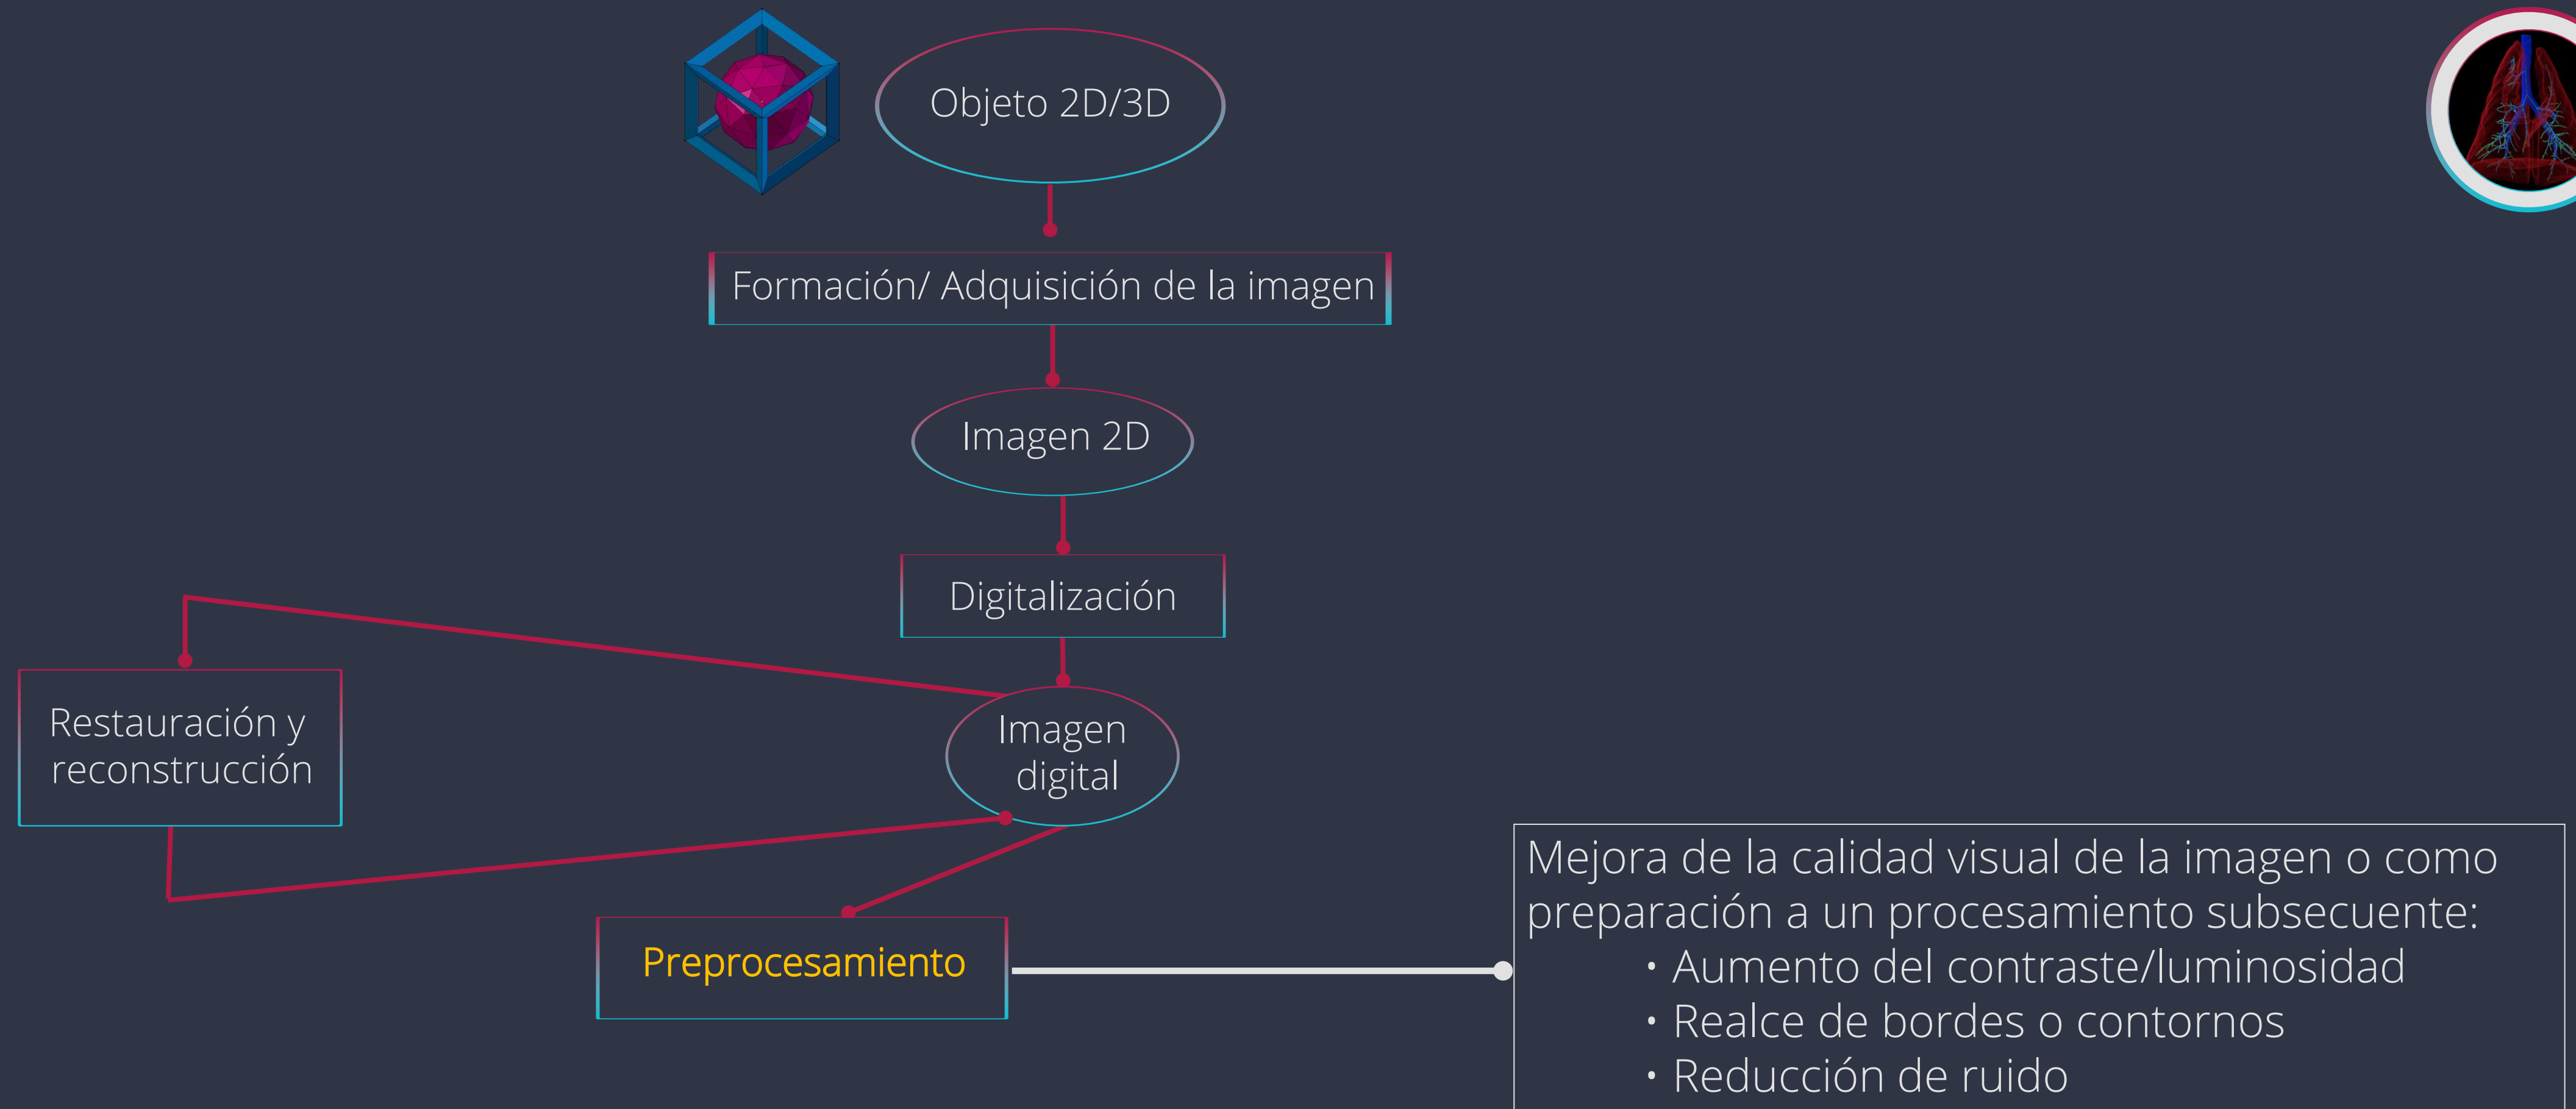 Objeto 2D/3D
Formación/ Adquisición de la imagen
Imagen 2D
Digitalización
Restauración y
reconstrucción
Imagen
digital
Preprocesamiento
Mejora de la calidad visual de la imagen o como
preparación a un procesamiento subsecuente:
• Aumento del contraste/luminosidad
• Realce de bordes o contornos
• Reducción de ruido